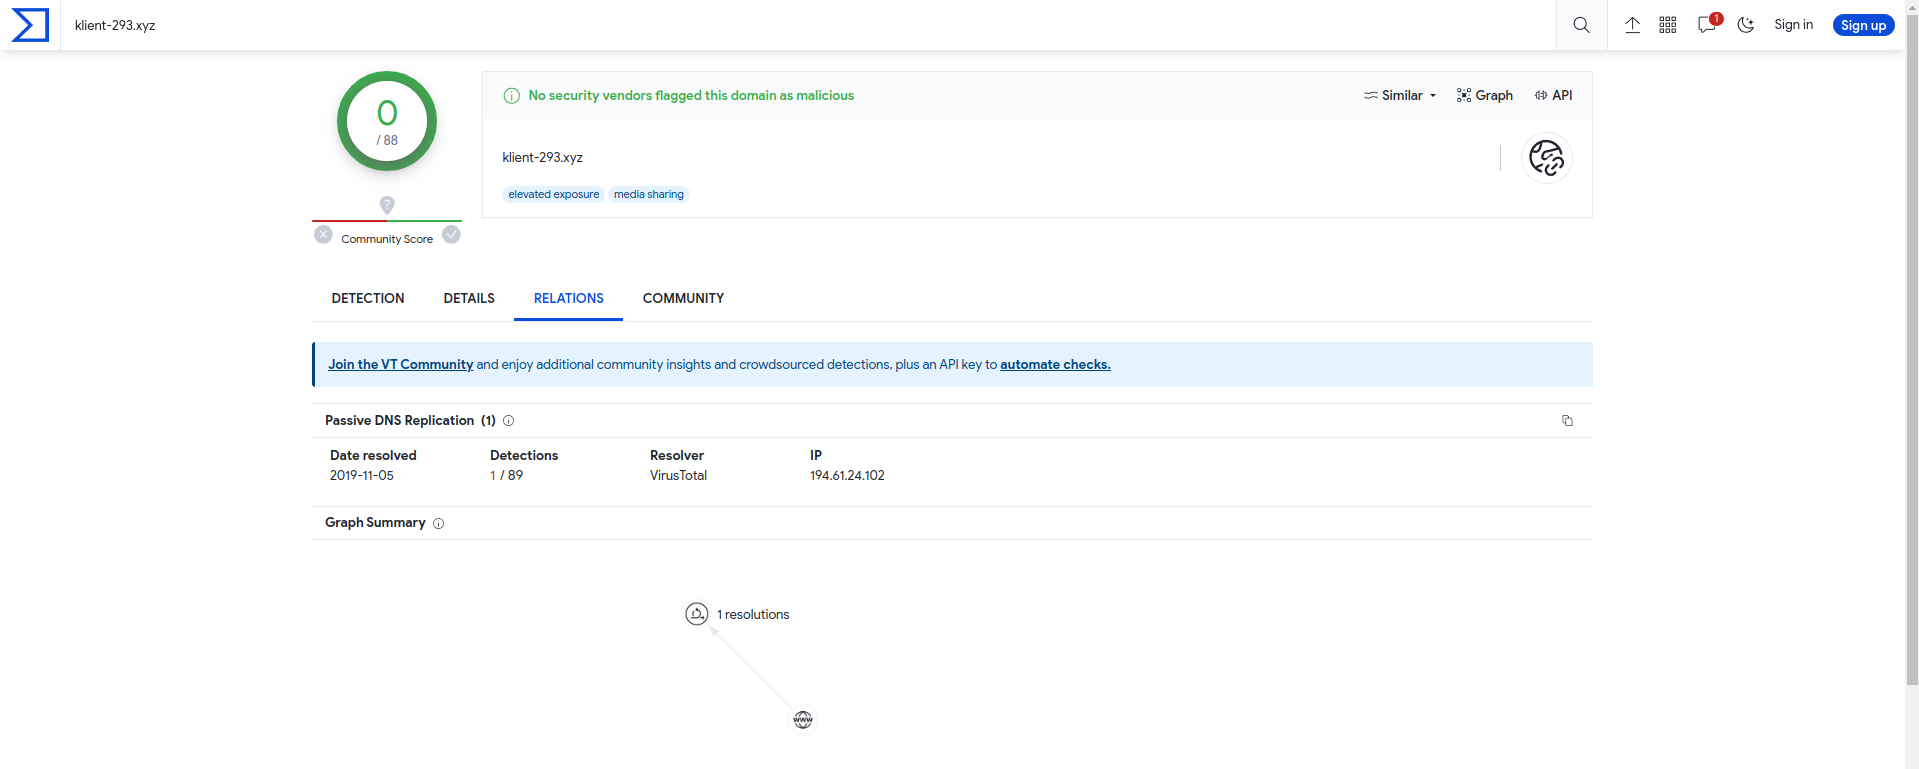 klient-293.xyz
1
Sign in
Sign up
0
/ 88
Community Score
No security vendors flagged this domain as malicious
Similar
Graph
API
klient-293.xyz
elevated exposure
media sharing
DETECTION
DETAILS
RELATIONS
COMMUNITY
Join the VT Community and enjoy additional community insights and crowdsourced detections, plus an API key to automate checks.
Passive DNS Replication (1)
Date resolved
Detections
Resolver
IP
2019-11-05
1 / 89
VirusTotal
194.61.24.102
Graph Summary
1 resolutions
www